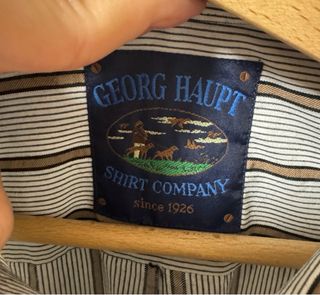 GEORG HAUPT
SHIRT COMPANY
since 1926